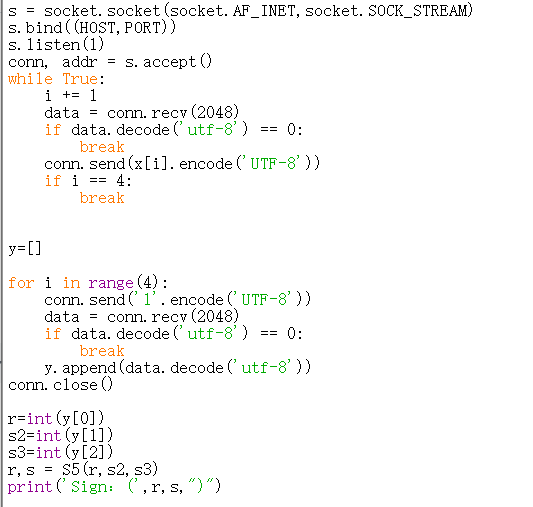 s = socket.socket(socket.AF_INET,socket.SOCK_STREAM)
s.bind((HOST,PORT))
s.listen(1)
conn, addr = s.accept()
while True:
    i += 1
    data = conn.recv(2048)
    if data.decode('utf-8') == 0:
        break
    conn.send(x[i].encode('UTF-8'))
    if i == 4:
        break
y=[]
for i in range(4):
    conn.send('1'.encode('UTF-8'))
    data = conn.recv(2048)
    if data.decode('utf-8') == 0:
        break
    y.append(data.decode('utf-8'))
conn.close()
r=int(y[0])
s2=int(y[1])
s3=int(y[2])
r,s = S5(r,s2,s3)
print('Sign：(',r,s,")")